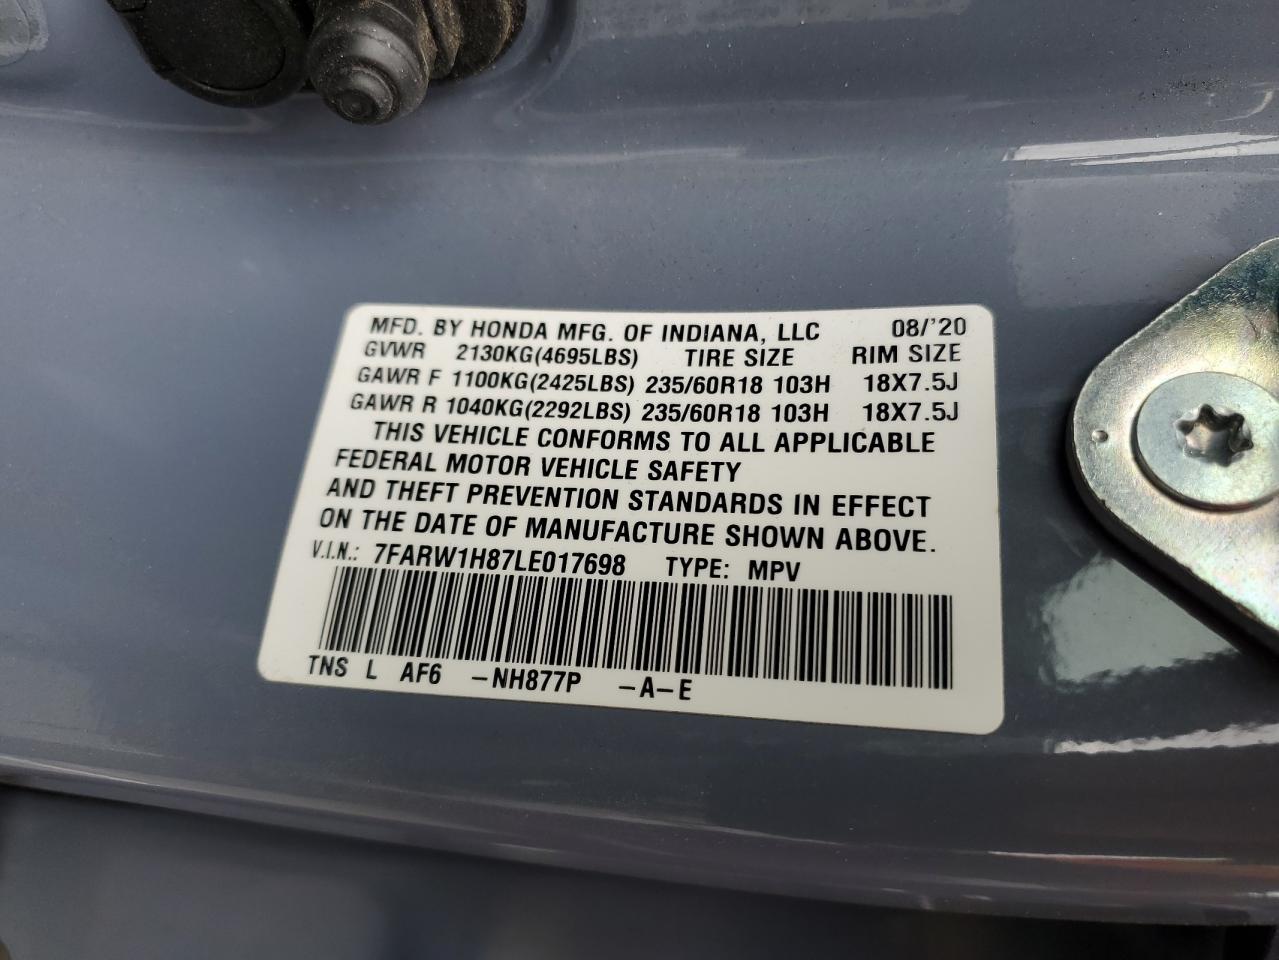 MFD. BY HONDA MFG. OF INDIANA, LLC 08/'20
GVWR 2130KG(4695LBS) TIRE SIZE RIM SIZE
GAWR F 1100KG(2425LBS) 235/60R18 103H 18X7.5J
GAWR R 1040KG(2292LBS) 235/60R18 103H 18X7.5J
THIS VEHICLE CONFORMS TO ALL APPLICABLE
FEDERAL MOTOR VEHICLE SAFETY
AND THEFT PREVENTION STANDARDS IN EFFECT
ON THE DATE OF MANUFACTURE SHOWN ABOVE.
V.I.N.: 7FARW1H87LE017698 TYPE: MPV
TNS L AF6 -NH877P -A-E